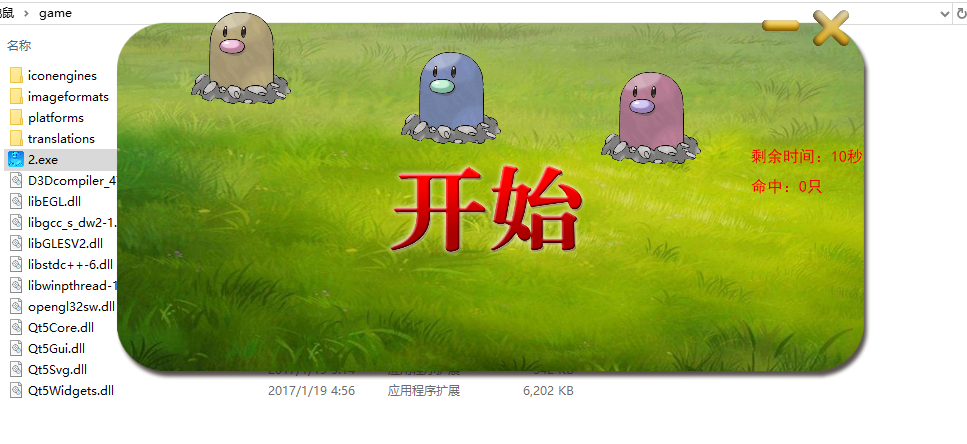 鼠 › game
名称
iconengines
imageformats
platforms
translations
2.exe
D3Dcompiler_4
libEGL.dll
libgcc_s_dw2-1.
libGLESV2.dll
libstdc++-6.dll
libwinpthread-1
opengl32sw.dll
Qt5Core.dll
Qt5Gui.dll
Qt5Svg.dll
Qt5Widgets.dll
2017/1/19 4:56 应用程序扩展 6,202 KB
开始
剩余时间：10秒
命中：0只